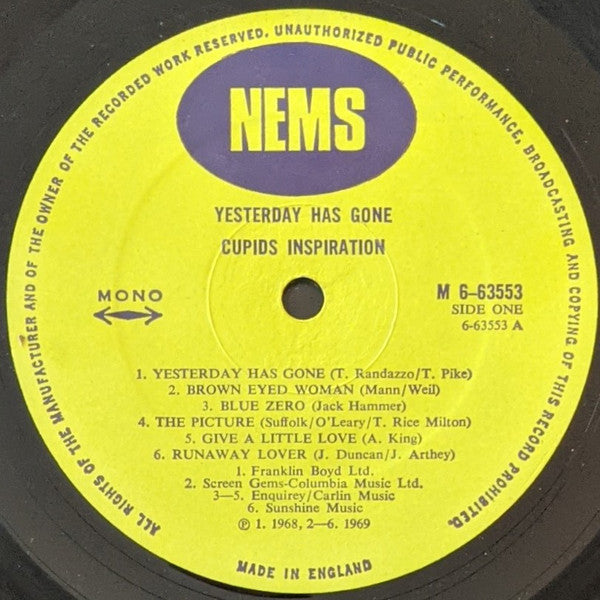 ALL RIGHTS OF THE MANUFACTURER AND OF THE OWNER OF THE RECORDED WORK RESERVED. UNAUTHORIZED PUBLIC PERFORMANCE, BROADCASTING AND COPYING OF THIS RECORD PROHIBITED.
NEMS
YESTERDAY HAS GONE
CUPIDS INSPIRATION
MONO
M 6-63553
SIDE ONE
6-63553 A
1. YESTERDAY HAS GONE (T. Randazzo/T. Pike)
2. BROWN EYED WOMAN (Mann/Weil)
3. BLUE ZERO (Jack Hammer)
4. THE PICTURE (Suffolk/O'Leary/T. Rice Milton)
5. GIVE A LITTLE LOVE (A. King)
6. RUNAWAY LOVER (J. Duncan/J. Arthey)
1. Franklin Boyd Ltd.
2. Screen Gems-Columbia Music Ltd.
3—5. Enquirey/Carlin Music
6. Sunshine Music
℗ 1. 1968, 2—6. 1969
MADE IN ENGLAND